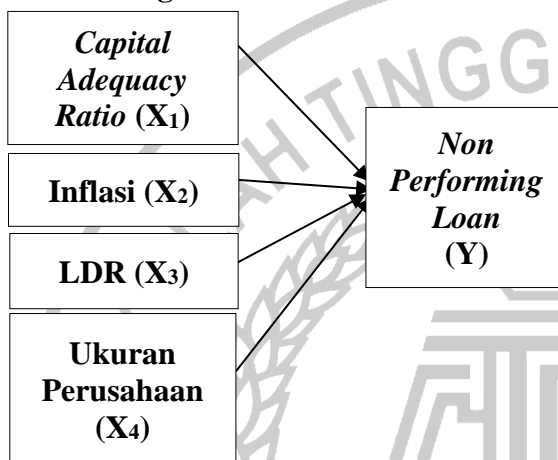 Capital
Adequacy
Ratio (X1)
Inflasi (X2)
LDR (X3)
Ukuran
Perusahaan
(X4)
Non
Performing
Loan
(Y)